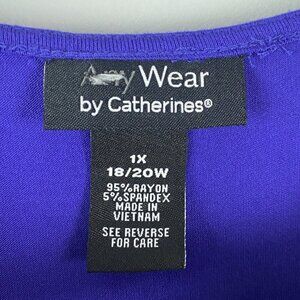 Wear
by Catherines®
1X
18/20W
95%RAYON
5%SPANDEX
MADE IN
VIETNAM
SEE REVERSE
FOR CARE